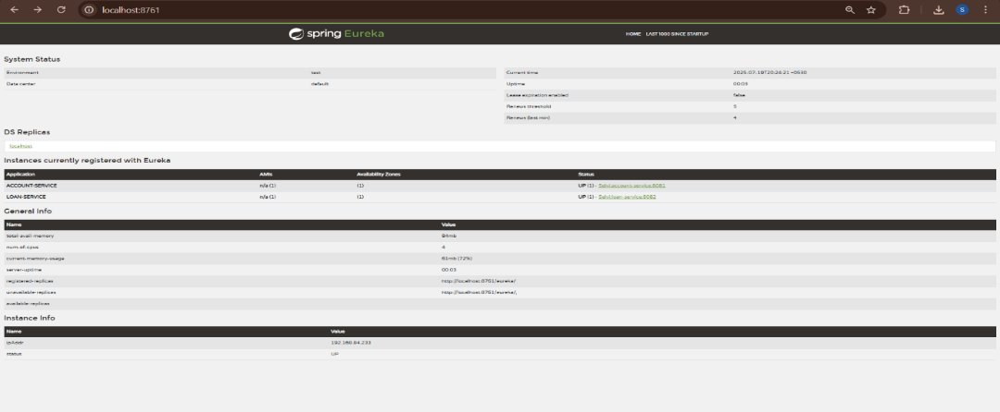 localhost:8761
S
spring Eureka
HOME LAST 1000 SINCE STARTUP
System Status
Environment test
Data center default
Current time 2025-07-19T20:24:21 +0530
Uptime 00:03
Lease expiration enabled false
Renews threshold 5
Renews (last min) 4
DS Replicas
localhost
Instances currently registered with Eureka
Application AMIs Availability Zones Status
ACCOUNT-SERVICE n/a (1) (1) UP (1) - Selvi:account-service:8081
LOAN-SERVICE n/a (1) (1) UP (1) - Selvi:loan-service:8082
General Info
Name Value
total-avail-memory 84mb
num-of-cpus 4
current-memory-usage 61mb (72%)
server-uptime 00:03
registered-replicas http://localhost:8761/eureka/
unavailable-replicas http://localhost:8761/eureka/,
available-replicas
Instance Info
Name Value
ipAddr 192.168.84.233
status UP